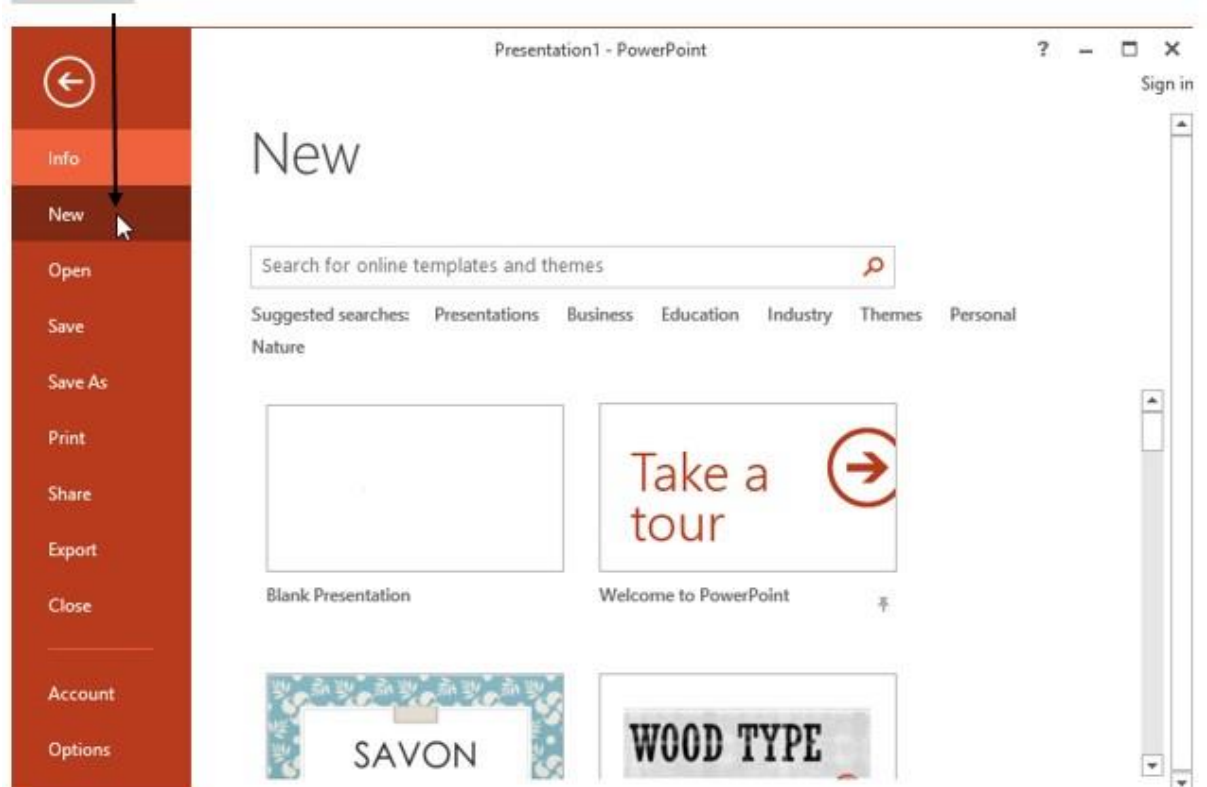 Presentation1 - PowerPoint
?
Sign in
Info
New
Open
Save
Save As
Print
Share
Export
Close
Account
Options
New
Search for online templates and themes
Suggested searches: Presentations Business Education Industry Themes Personal
Nature
Take a
tour
Blank Presentation
Welcome to PowerPoint
SAVON
WOOD TYPE